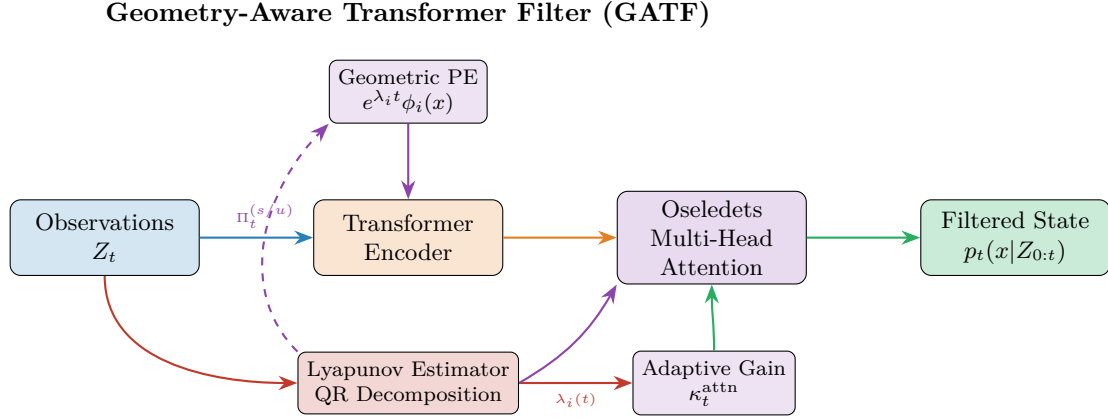 Geometry-Aware Transformer Filter (GATF)
Geometric PE
e^{λ_i t} ϕ_i(x)
Observations
Z_t
Π_t^{(s/u)}
Transformer
Encoder
Oseledets
Multi-Head
Attention
Filtered State
p_t(x|Z_{0:t})
Lyapunov Estimator
QR Decomposition
λ_i(t)
Adaptive Gain
κ_t^{attn}